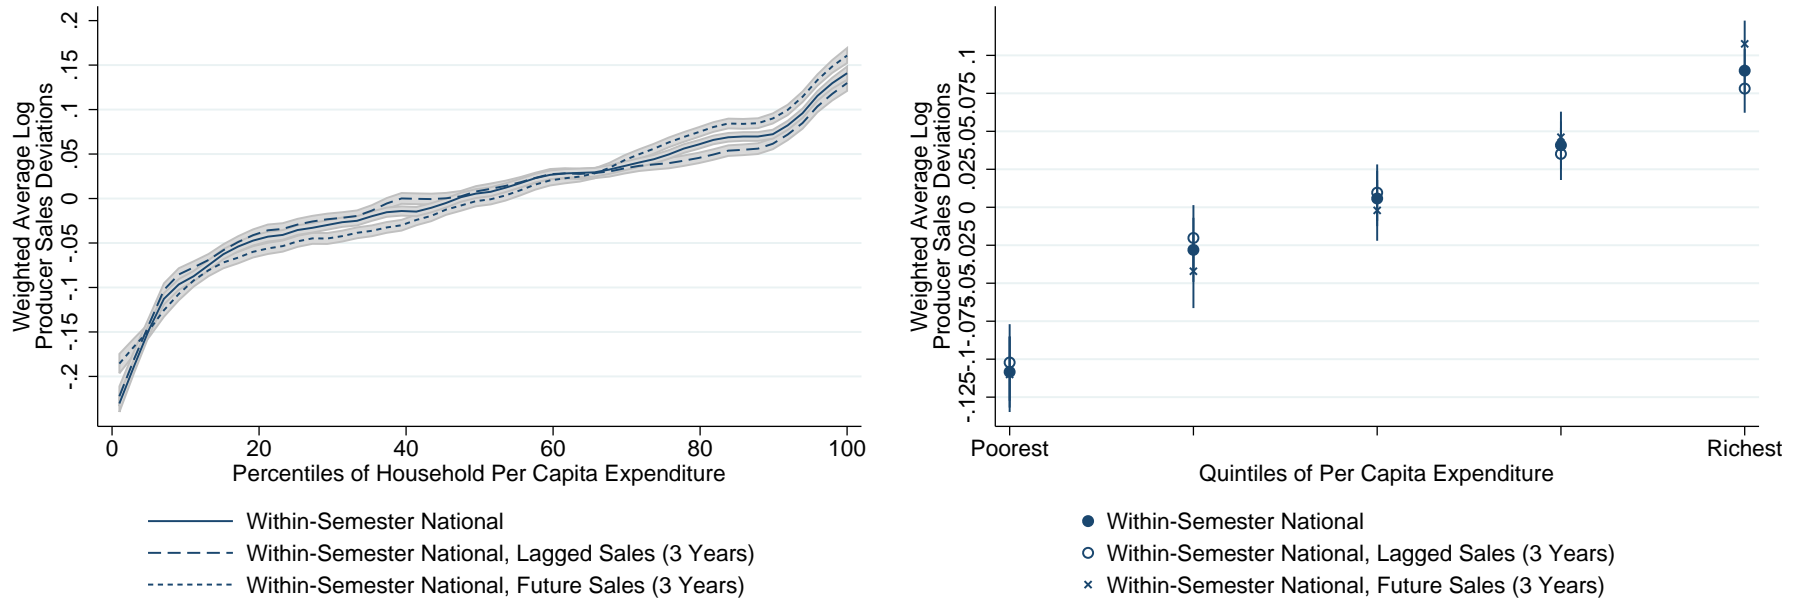 Weighted Average Log
Producer Sales Deviations
.2
.15
.1
.05
0
-.05
-.1
-.15
-.2
0 20 40 60 80 100
Percentiles of Household Per Capita Expenditure
Within-Semester National
Within-Semester National, Lagged Sales (3 Years)
Within-Semester National, Future Sales (3 Years)
Weighted Average Log
Producer Sales Deviations
.1
.075
.05
.025
0
-.025
-.05
-.075
-.1
-.125
Poorest Richest
Quintiles of Per Capita Expenditure
Within-Semester National
Within-Semester National, Lagged Sales (3 Years)
Within-Semester National, Future Sales (3 Years)